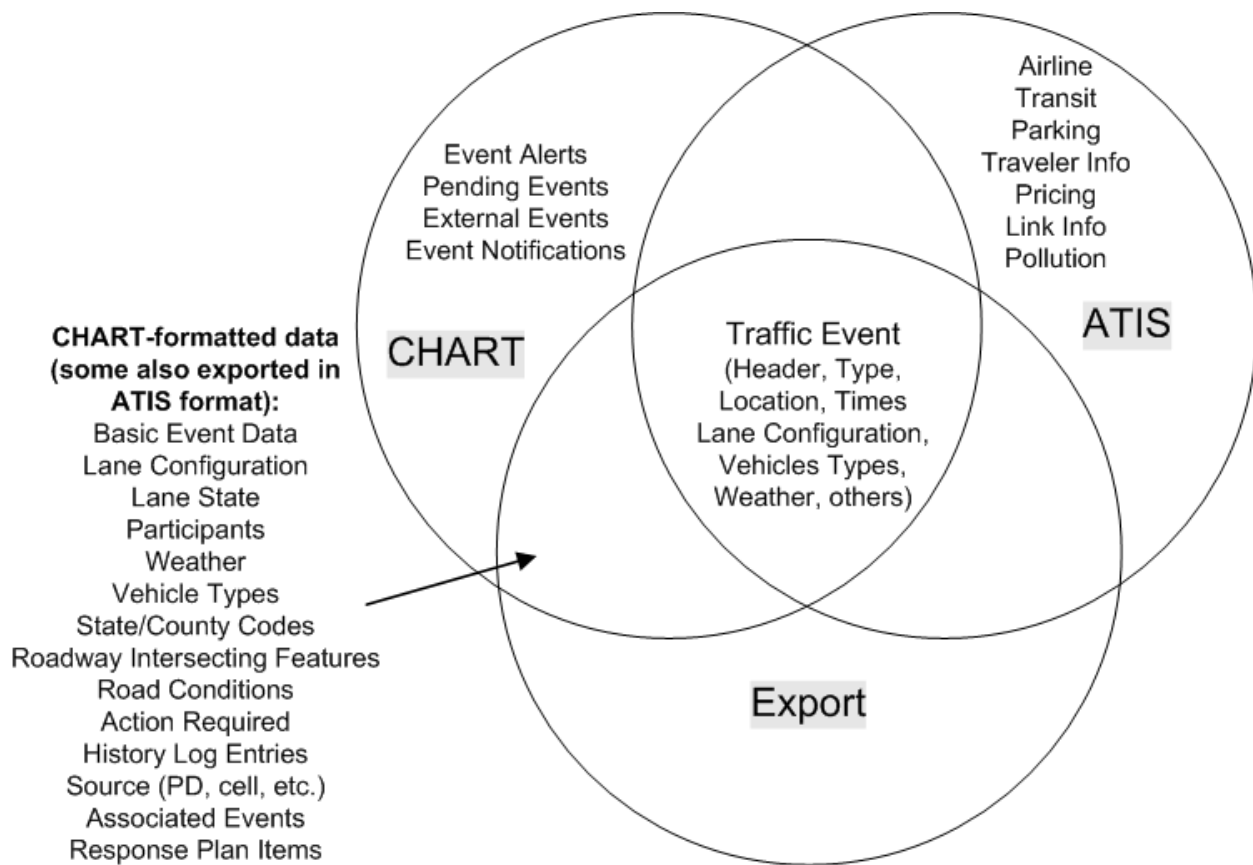 Airline
Transit
Parking
Traveler Info
Pricing
Link Info
Pollution
ATIS
Event Alerts
Pending Events
External Events
Event Notifications
CHART
Traffic Event
(Header, Type,
Location, Times
Lane Configuration,
Vehicles Types,
Weather, others)
CHART-formatted data
(some also exported in
ATIS format):
Basic Event Data
Lane Configuration
Lane State
Participants
Weather
Vehicle Types
State/County Codes
Roadway Intersecting Features
Road Conditions
Action Required
History Log Entries
Source (PD, cell, etc.)
Associated Events
Response Plan Items
Export